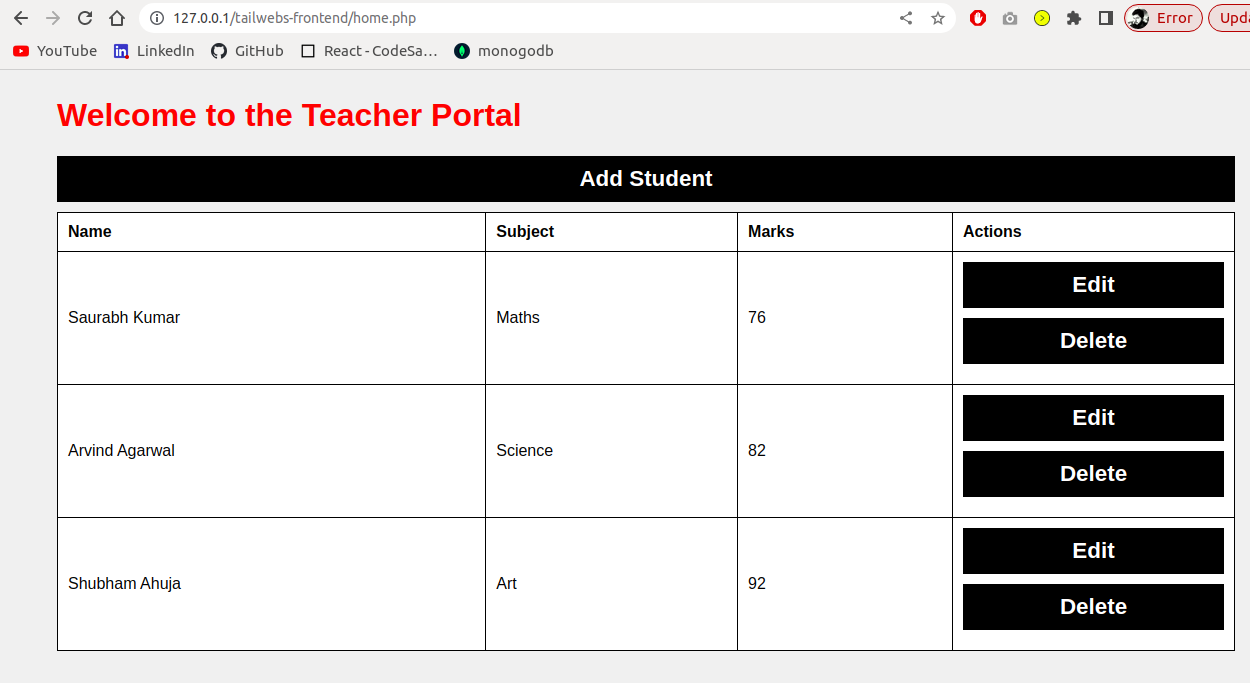 127.0.0.1/tailwebs-frontend/home.php Error Upda
YouTube LinkedIn GitHub React - CodeSa… monogodb
Welcome to the Teacher Portal
Add Student
Name Subject Marks Actions
Saurabh Kumar Maths 76 Edit
Delete
Arvind Agarwal Science 82 Edit
Delete
Shubham Ahuja Art 92 Edit
Delete